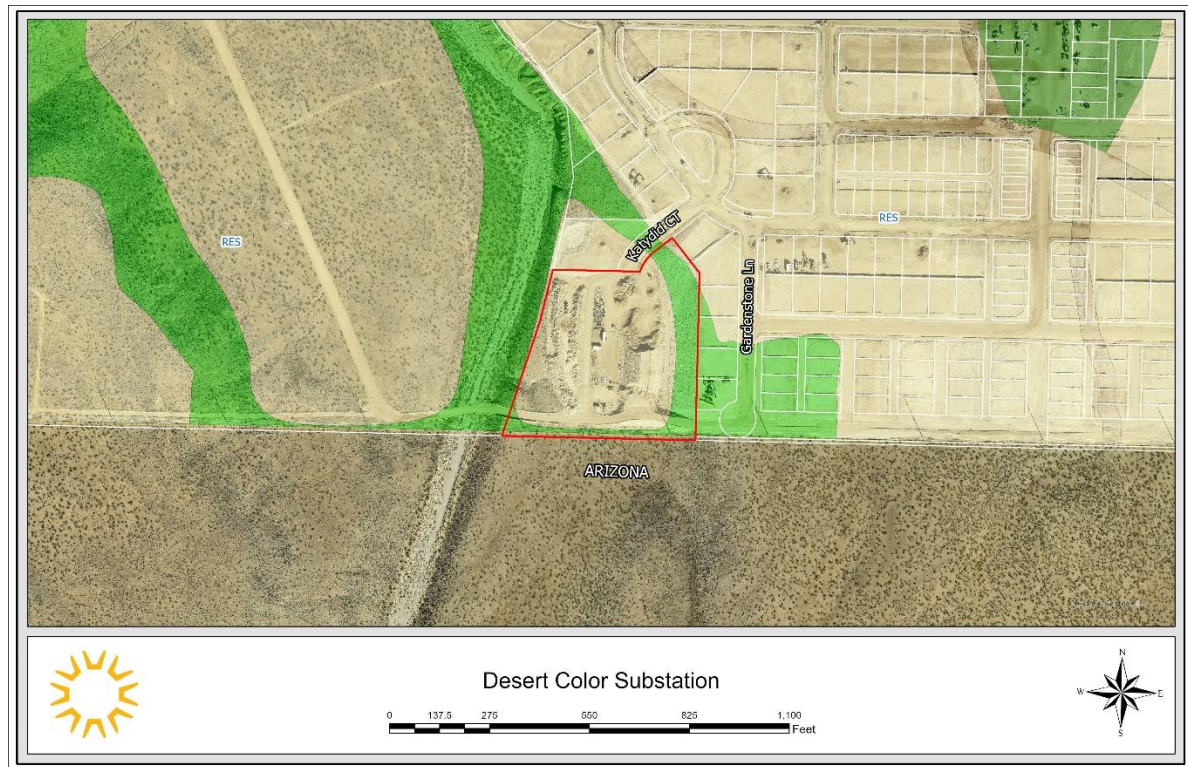 Katydid CT
RES
RES
Gardenstone Ln
ARIZONA
Desert Color Substation
0 137.5 275 550 825 1,100
Feet
N
W E
S